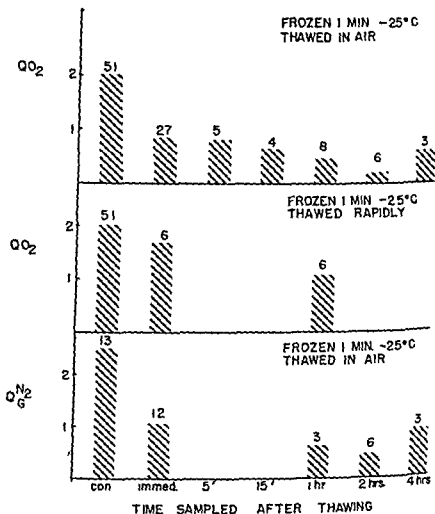 FROZEN 1 MIN -25°C
THAWED IN AIR
QO2
2
1
51
27
5
4
8
6
3
FROZEN 1 MIN -25°C
THAWED RAPIDLY
QO2
2
1
51
6
6
FROZEN 1 MIN. -25°C
THAWED IN AIR
Q N2 G
2
1
13
12
3
6
3
con immed. 5' 15' 1 hr 2 hrs. 4 hrs
TIME SAMPLED AFTER THAWING